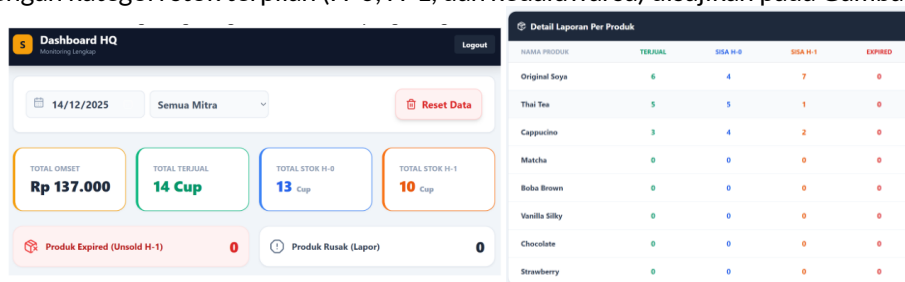 Dashboard HQ
Monitoring Lengkap
Logout
14/12/2025
Semua Mitra
Reset Data
TOTAL OMSET
Rp 137.000
TOTAL TERJUAL
14 Cup
TOTAL STOK H-0
13 Cup
TOTAL STOK H-1
10 Cup
Produk Expired (Unsold H-1) 0
Produk Rusak (Lapor) 0
Detail Laporan Per Produk
NAMA PRODUK TERJUAL SISA H-0 SISA H-1 EXPIRED
Original Soya 6 4 7 0
Thai Tea 5 5 1 0
Cappucino 3 4 2 0
Matcha 0 0 0 0
Boba Brown 0 0 0 0
Vanilla Silky 0 0 0 0
Chocolate 0 0 0 0
Strawberry 0 0 0 0